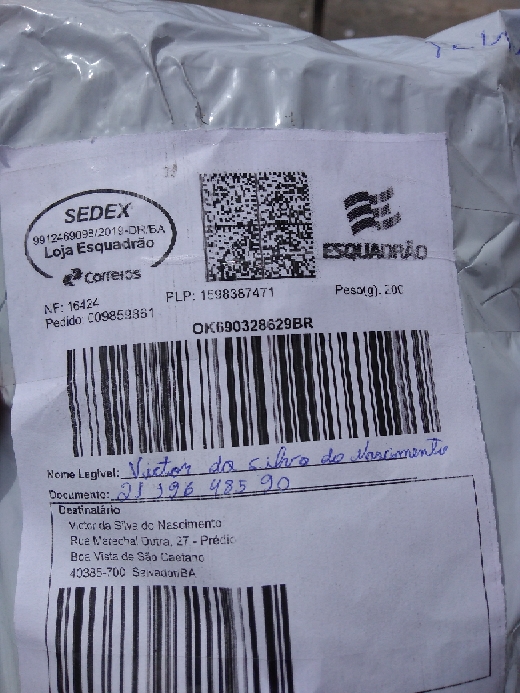 SEDEX
9912469098/2019-DR/BA
Loja Esquadrão
Correios
ESQUADRÃO
NF: 16424
PLP: 1598387471
Peso(g): 200
Pedido: 009859861
OK690328629BR
Nome Legível: Victor da silva do Nascimento
Documento: 21 396 485 90
Destinatário
Victor da Silva do Nascimento
Rua Marechal Dutra, 27 - Prédio
Boa Vista de São Caetano
40385-700 Salvador/BA